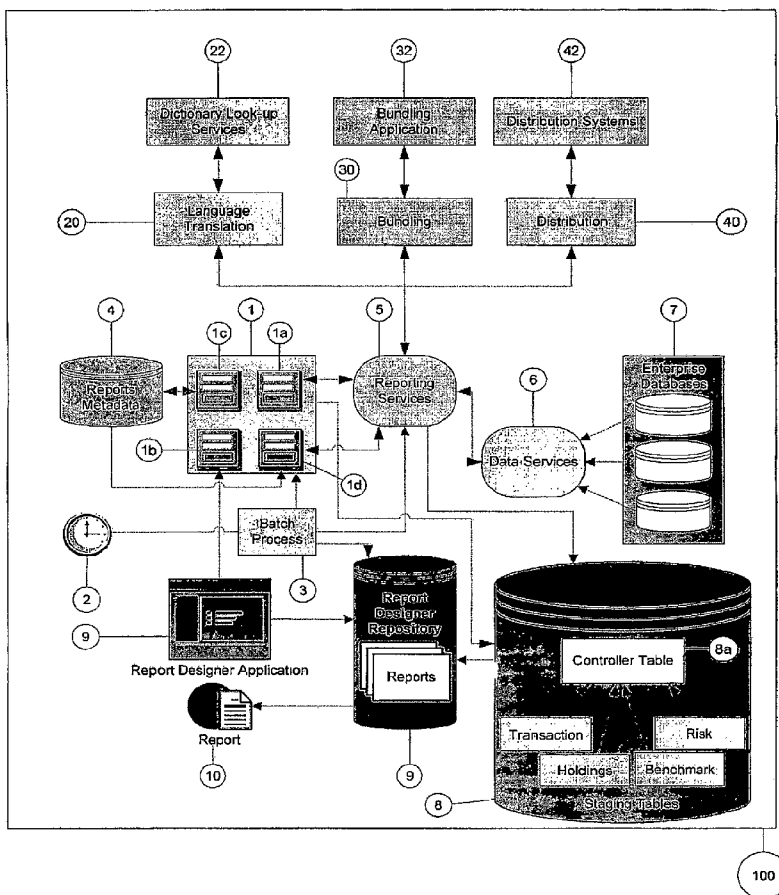 22
32
42
Dictionary Look-up
Services
Bundling
Application
Distribution Systems
30
20
Language
Translation
Bundling
Distribution
40
4
1
5
7
1c
1a
Reports
Metadata
Reporting
Services
6
Enterprise
Databases
1b
1d
Data Services
Batch
Process
2
3
9
Report Designer Application
Report
Designer
Repository
Reports
Controller Table
8a
Report
10
9
Transaction
Risk
Holdings
Benchmark
8
Staging Tables
100